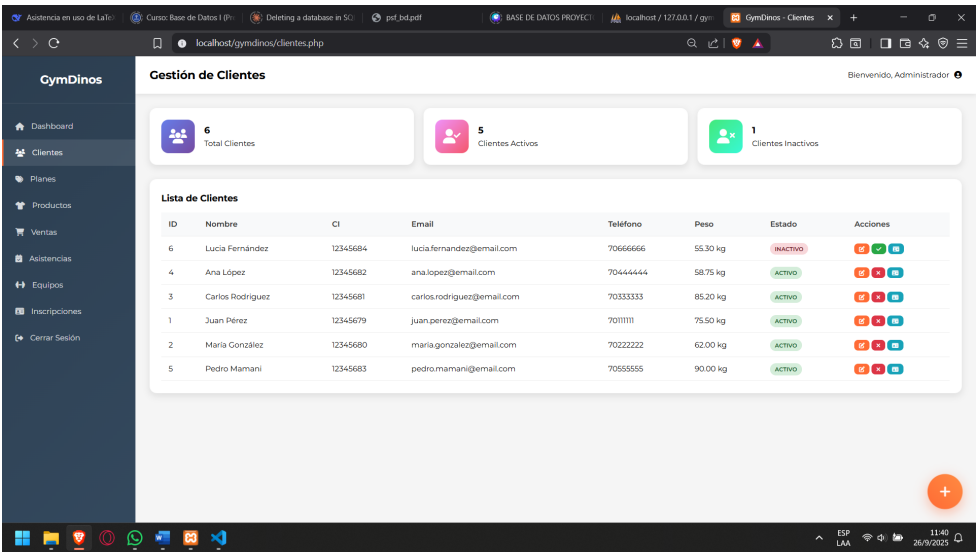 Asistencia en uso de LaTeX
Curso: Base de Datos I (Pr
Deleting a database in SQ
psf_bd.pdf
BASE DE DATOS PROYECT
localhost / 127.0.0.1 / gym
GymDinos - Clientes
localhost/gymdinos/clientes.php
GymDinos
Gestión de Clientes
Bienvenido, Administrador
Dashboard
Clientes
Planes
Productos
Ventas
Asistencias
Equipos
Inscripciones
Cerrar Sesión
6
Total Clientes
5
Clientes Activos
1
Clientes Inactivos
Lista de Clientes
ID Nombre CI Email Teléfono Peso Estado Acciones
6 Lucía Fernández 12345684 lucia.fernandez@email.com 70666666 55.30 kg INACTIVO
4 Ana López 12345682 ana.lopez@email.com 70444444 58.75 kg ACTIVO
3 Carlos Rodríguez 12345681 carlos.rodriguez@email.com 70333333 85.20 kg ACTIVO
1 Juan Pérez 12345679 juan.perez@email.com 70111111 75.50 kg ACTIVO
2 María González 12345680 maria.gonzalez@email.com 70222222 62.00 kg ACTIVO
5 Pedro Mamani 12345683 pedro.mamani@email.com 70555555 90.00 kg ACTIVO
ESP
LAA
11:40
26/9/2025